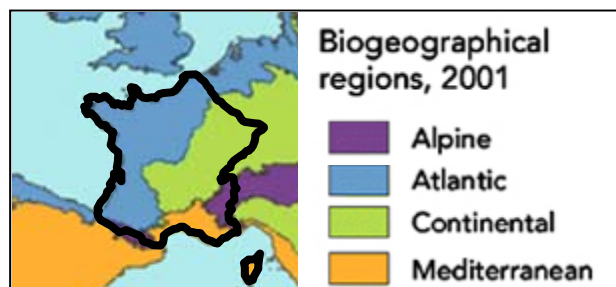 Biogeographical
regions, 2001
Alpine
Atlantic
Continental
Mediterranean